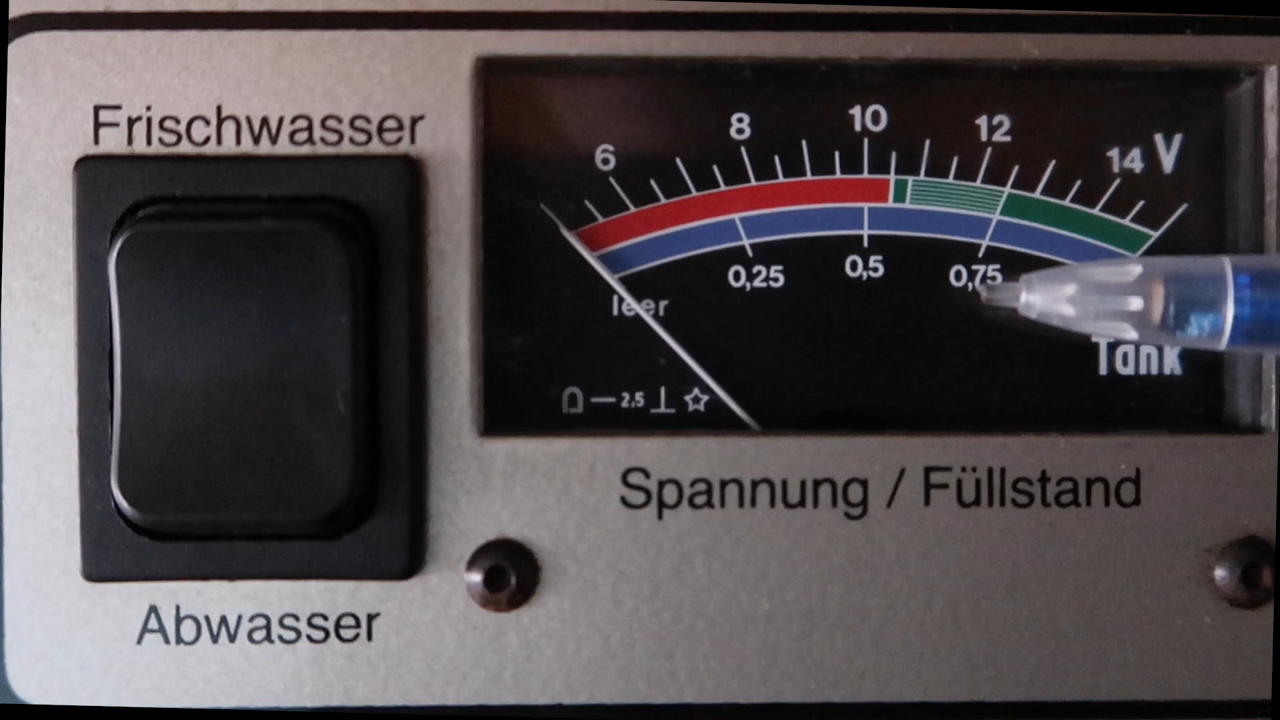 Frischwasser
Abwasser
6 8 10 12 14 V
0,25 0,5 0,75
leer
Tank
2,5
Spannung / Füllstand